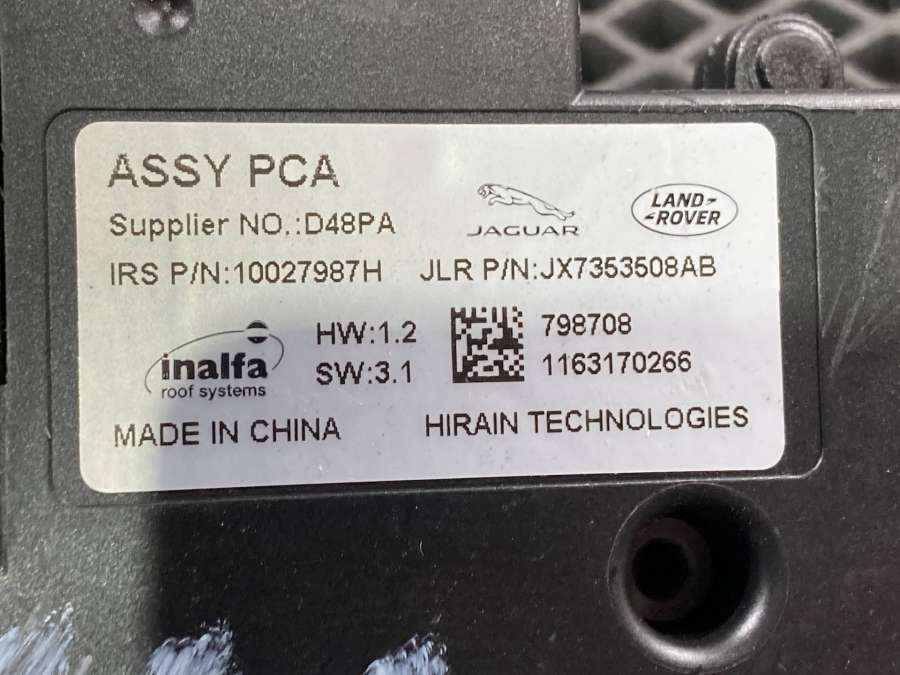 ASSY PCA
Supplier NO.:D48PA
JAGUAR
LAND
ROVER
IRS P/N:10027987H JLR P/N:JX7353508AB
inalfa
roof systems
HW:1.2
SW:3.1
798708
1163170266
MADE IN CHINA HIRAIN TECHNOLOGIES